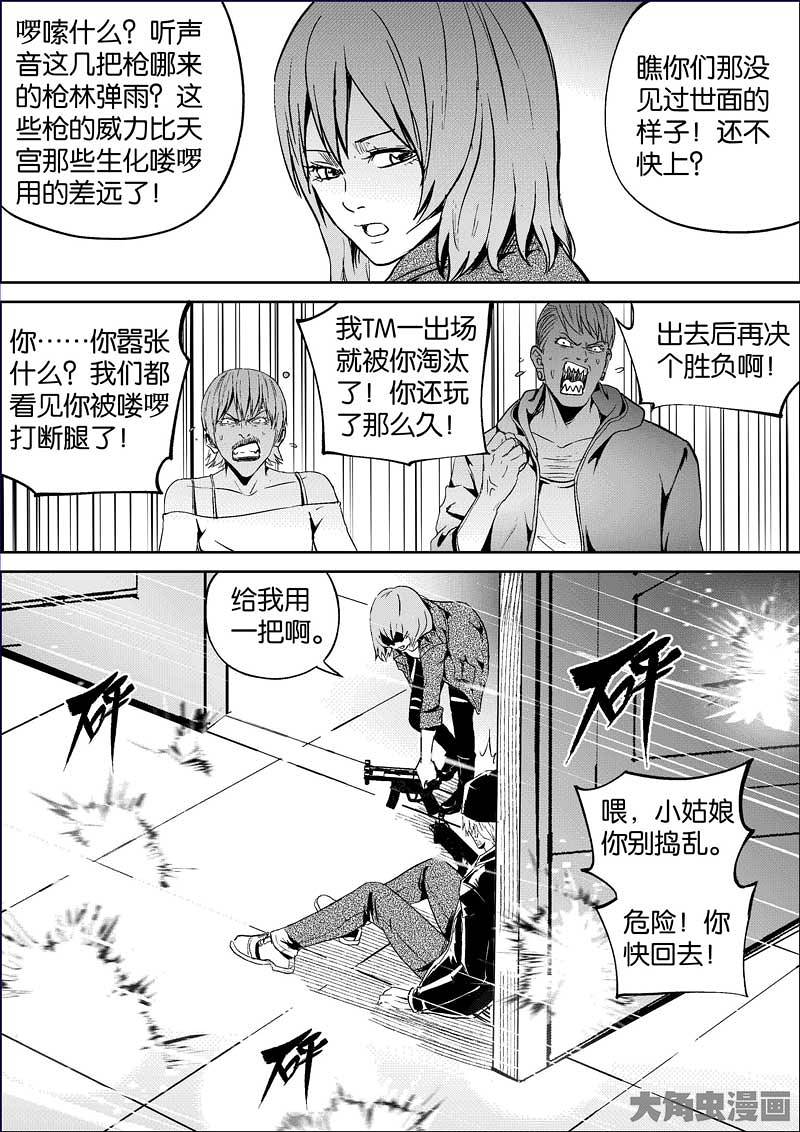 啰嗦什么？听声
音这几把枪哪来
的枪林弹雨？这
些枪的威力比天
宫那些生化喽啰
用的差远了！
瞧你们那没
见过世面的
样子！还不
快上？
你……你嚣张
什么？我们都
看见你被喽啰
打断腿了！
我TM一出场
就被你淘汰
了！你还玩
了那么久！
出去后再决
个胜负啊！
给我用
一把啊。
砰
砰
喂，小姑娘
你别捣乱。
危险！你
快回去！
砰
大角虫漫画